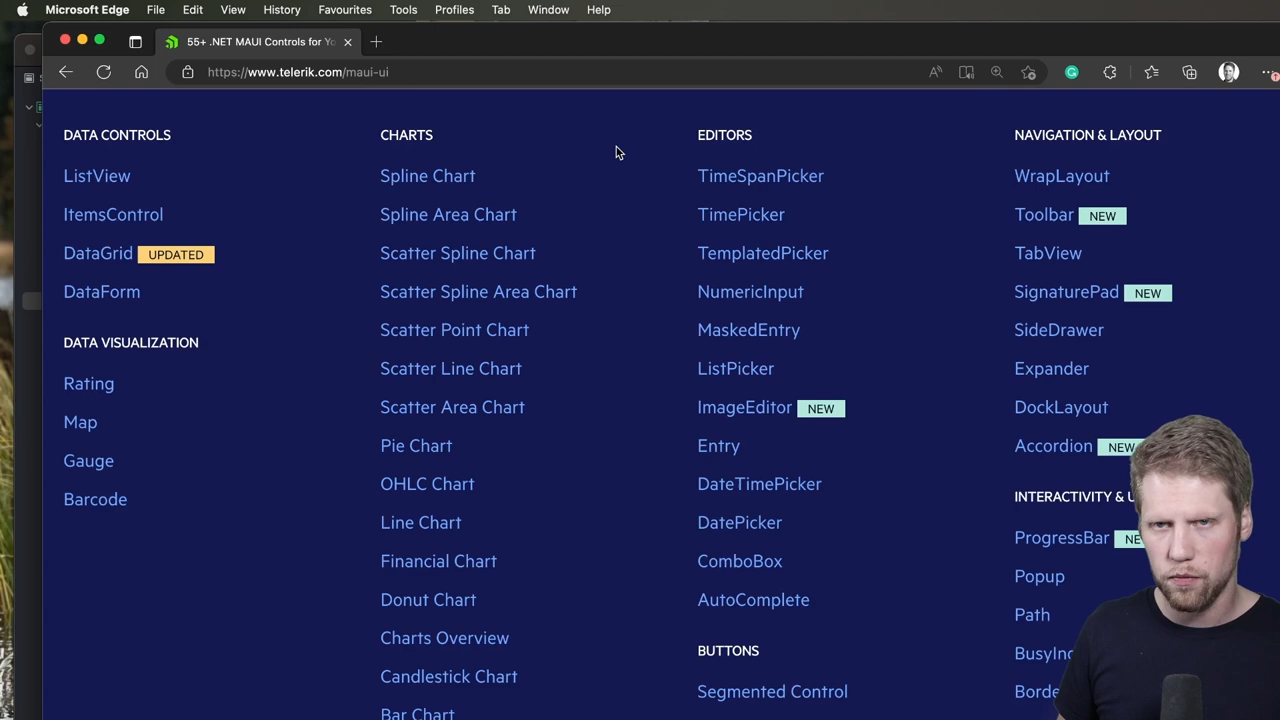 Microsoft Edge File Edit View History Favourites Tools Profiles Tab Window Help
55+ .NET MAUI Controls for Yo
https://www.telerik.com/maui-ui
DATA CONTROLS
ListView
ItemsControl
DataGrid UPDATED
DataForm
DATA VISUALIZATION
Rating
Map
Gauge
Barcode
CHARTS
Spline Chart
Spline Area Chart
Scatter Spline Chart
Scatter Spline Area Chart
Scatter Point Chart
Scatter Line Chart
Scatter Area Chart
Pie Chart
OHLC Chart
Line Chart
Financial Chart
Donut Chart
Charts Overview
Candlestick Chart
Bar Chart
EDITORS
TimeSpanPicker
TimePicker
TemplatedPicker
NumericInput
MaskedEntry
ListPicker
ImageEditor NEW
Entry
DateTimePicker
DatePicker
ComboBox
AutoComplete
BUTTONS
Segmented Control
NAVIGATION & LAYOUT
WrapLayout
Toolbar NEW
TabView
SignaturePad NEW
SideDrawer
Expander
DockLayout
Accordion NEW
INTERACTIVITY & U
ProgressBar NE
Popup
Path
BusyInd
Borde